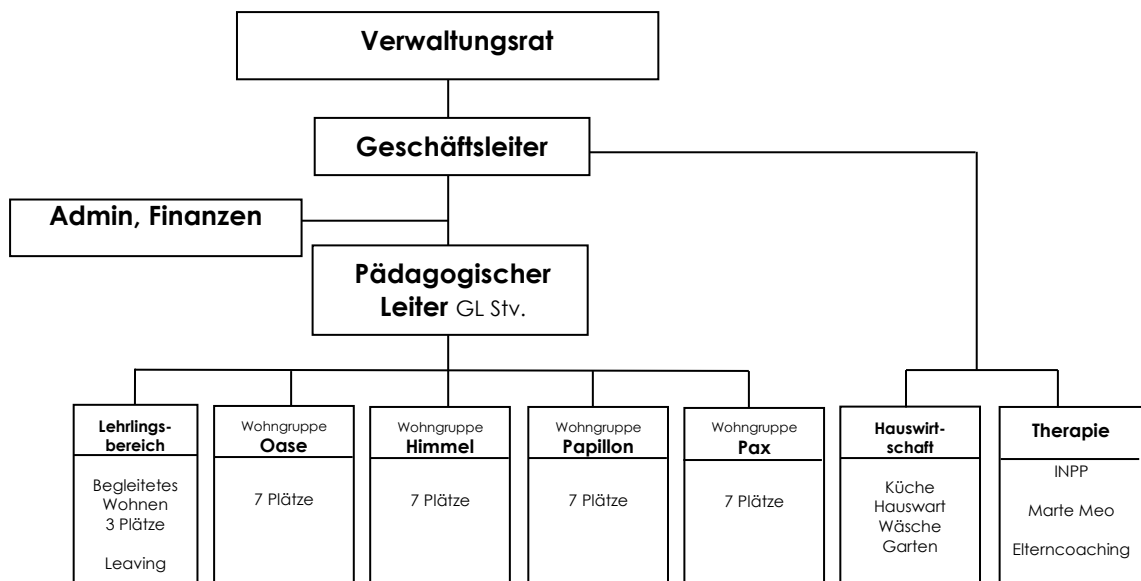 Verwaltungsrat
Geschäftsleiter
Admin, Finanzen
Pädagogischer
Leiter GL Stv.
Lehrlings-
bereich
Begleitetes
Wohnen
3 Plätze
Leaving
Wohngruppe
Oase
7 Plätze
Wohngruppe
Himmel
7 Plätze
Wohngruppe
Papillon
7 Plätze
Wohngruppe
Pax
7 Plätze
Hauswirt-
schaft
Küche
Hauswart
Wäsche
Garten
Therapie
INPP
Marte Meo
Elterncoaching